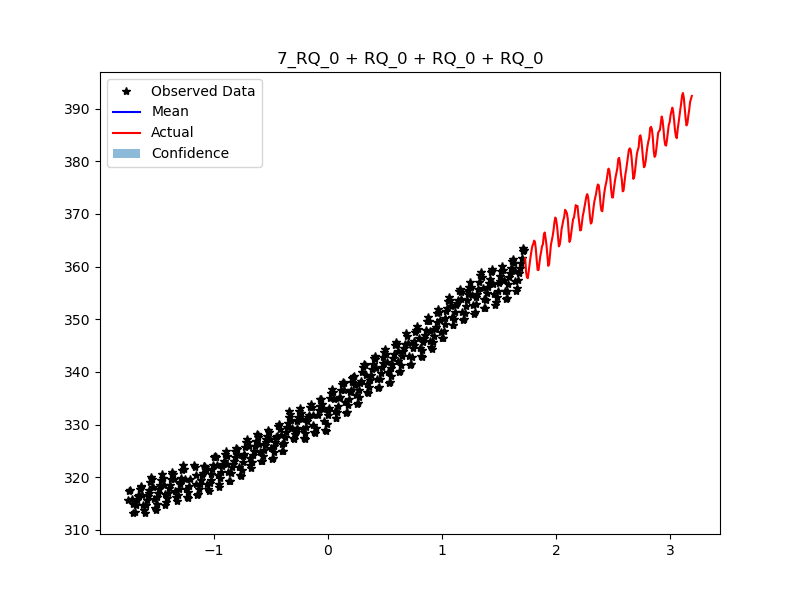 7_RQ_0 + RQ_0 + RQ_0 + RQ_0
Observed Data
Mean
Actual
Confidence
390
380
370
360
350
340
330
320
310
−1
0
1
2
3